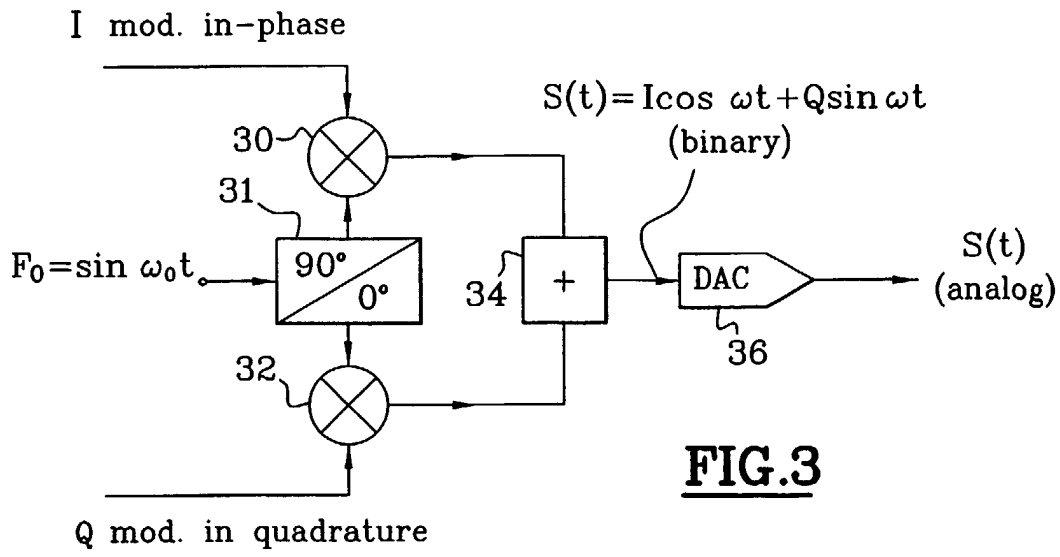 I mod. in-phase
S(t)=Icos ωt+Qsin ωt
(binary)
30
31
90°
0°
F₀=sin ω₀t
34
+
DAC
36
S(t)
(analog)
32
FIG.3
Q mod. in quadrature